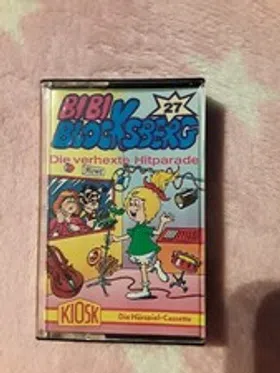 BIBI
27
BLOCKSBERG
Die verhexte Hitparade
KIOSK
Die Hörspiel-Cassette